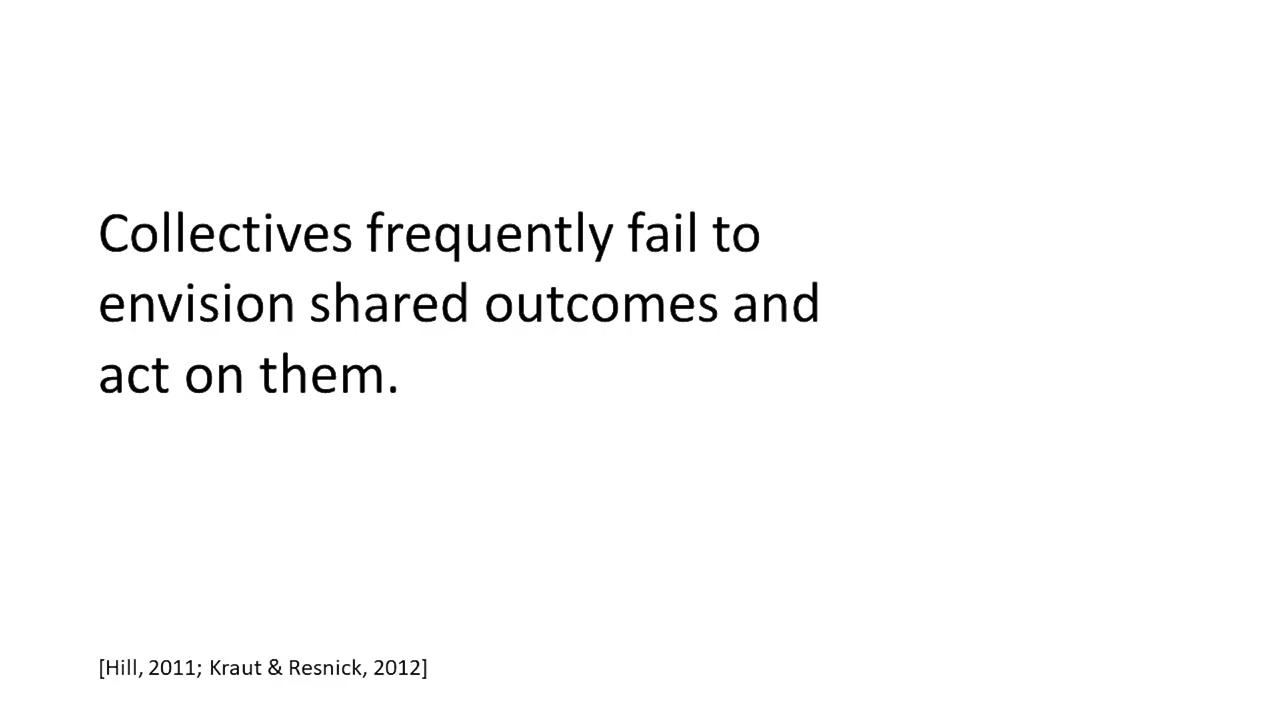 Collectives frequently fail to
envision shared outcomes and
act on them.
[Hill, 2011; Kraut & Resnick, 2012]